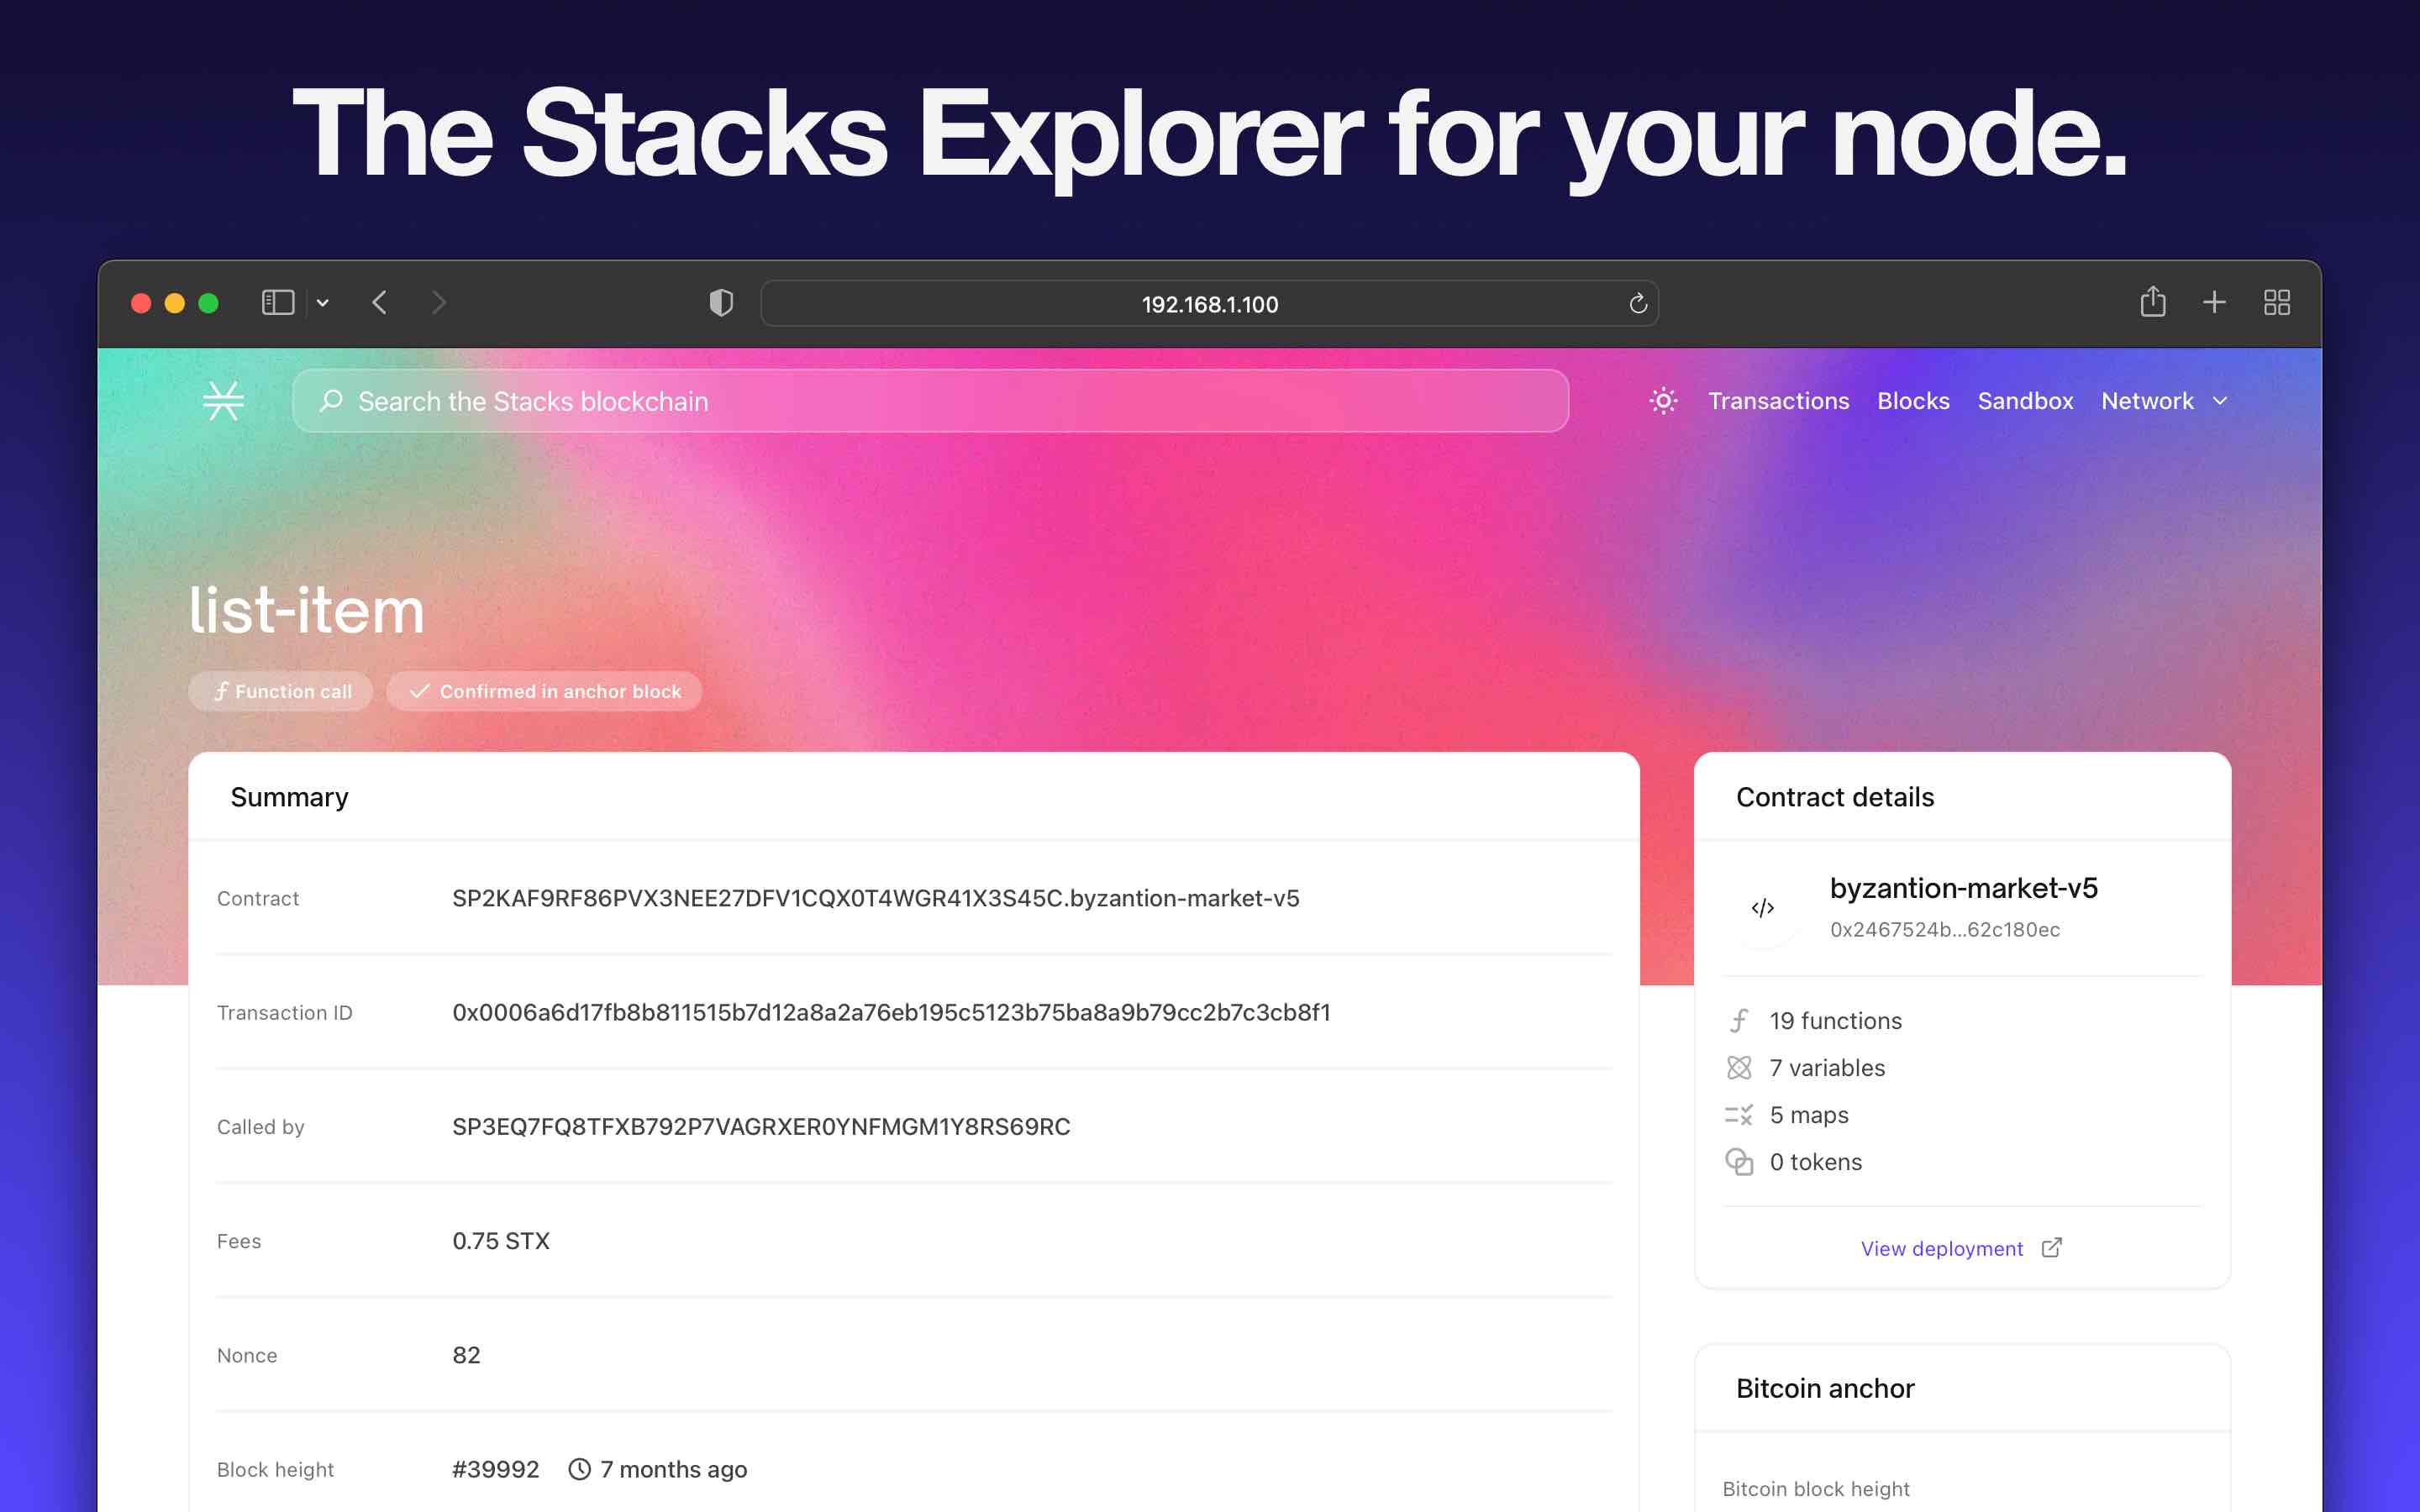 The Stacks Explorer for your node.
192.168.1.100
Search the Stacks blockchain
Transactions Blocks Sandbox Network
list-item
Function call Confirmed in anchor block
Summary
Contract SP2KAF9RF86PVX3NEE27DFV1CQX0T4WGR41X3S45C.byzantion-market-v5
Transaction ID 0x0006a6d17fb8b811515b7d12a8a2a76eb195c5123b75ba8a9b79cc2b7c3cb8f1
Called by SP3EQ7FQ8TFXB792P7VAGRXER0YNFMGM1Y8RS69RC
Fees 0.75 STX
Nonce 82
Block height #39992 7 months ago
Contract details
byzantion-market-v5
0x2467524b...62c180ec
19 functions
7 variables
5 maps
0 tokens
View deployment
Bitcoin anchor
Bitcoin block height